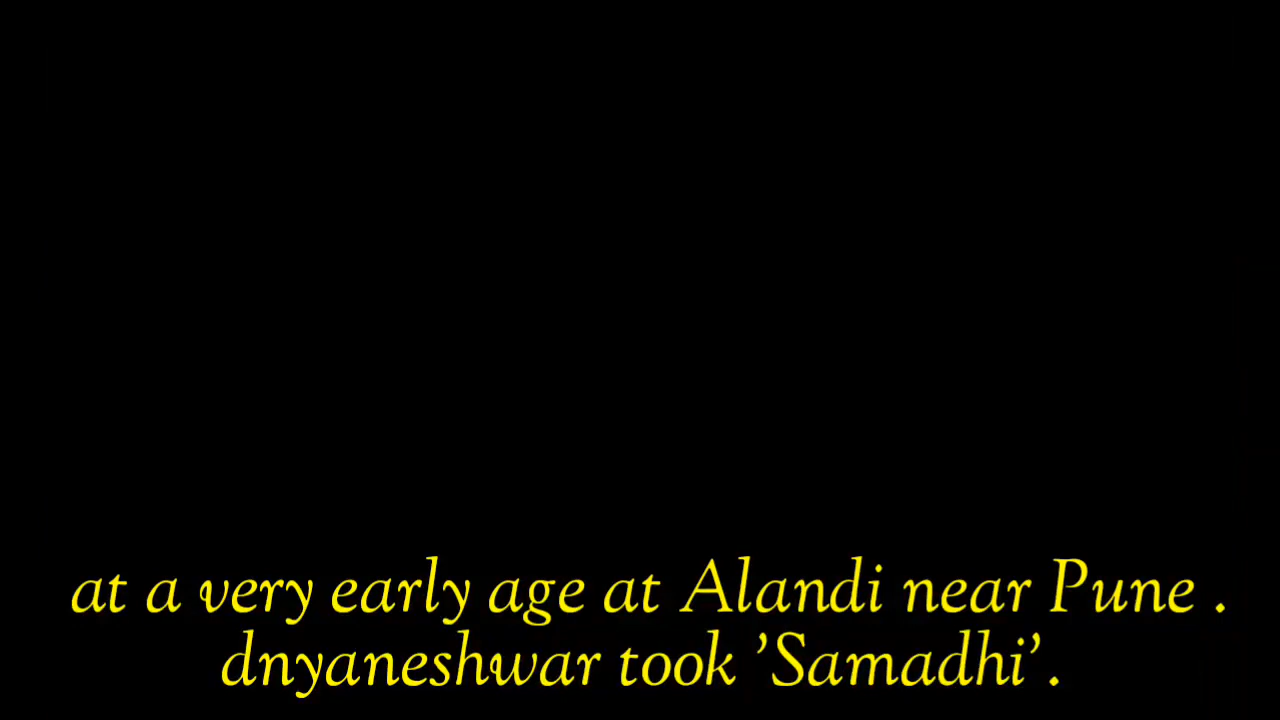 at a very early age at Alandi near Pune .
dnyaneshwar took ’Samadhi’ .